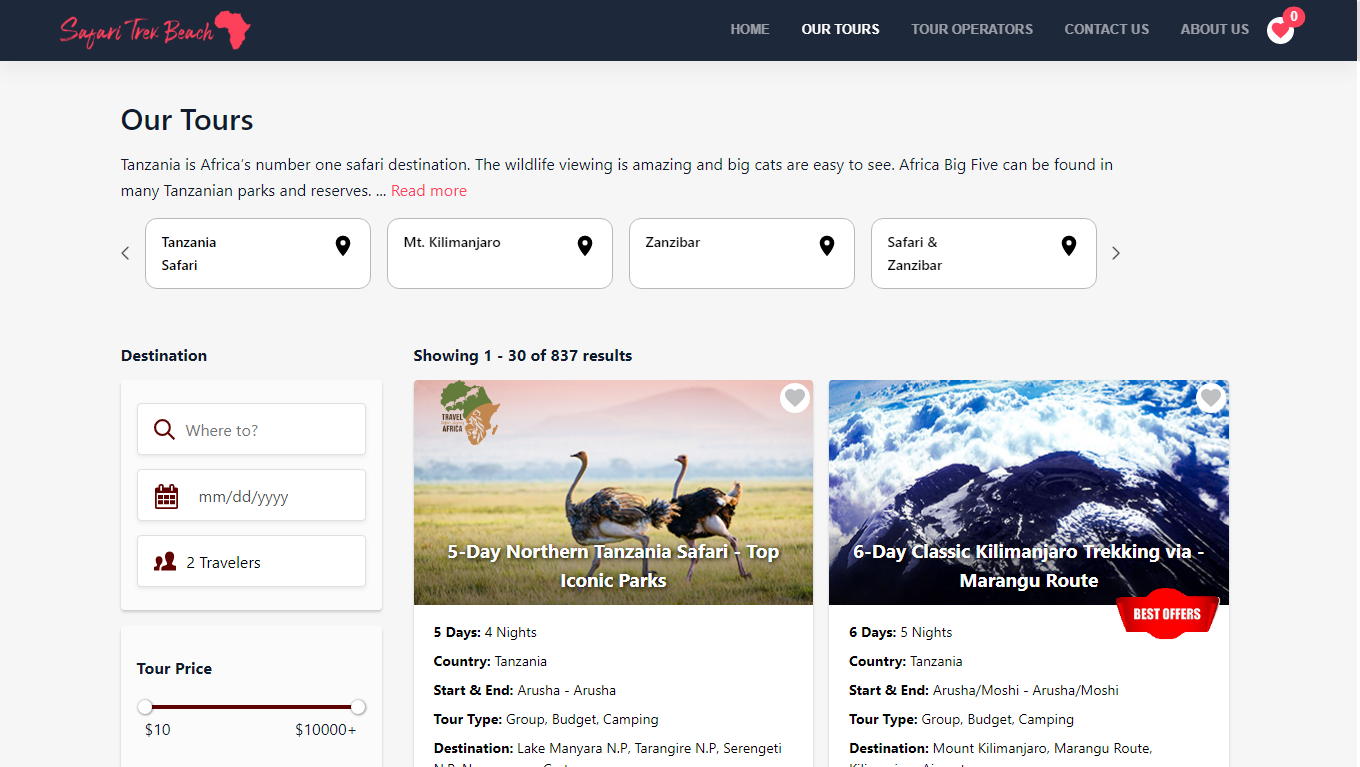 Safari Trek Beach
HOME
OUR TOURS
TOUR OPERATORS
CONTACT US
ABOUT US
0
Our Tours
Tanzania is Africa's number one safari destination. The wildlife viewing is amazing and big cats are easy to see. Africa Big Five can be found in
many Tanzanian parks and reserves. ... Read more
Tanzania
Safari
Mt. Kilimanjaro
Zanzibar
Safari &
Zanzibar
Destination
Where to?
mm/dd/yyyy
2 Travelers
Tour Price
$10
$10000+
Showing 1 - 30 of 837 results
TRAVEL
AFRICA
5-Day Northern Tanzania Safari - Top
Iconic Parks
5 Days: 4 Nights
Country: Tanzania
Start & End: Arusha - Arusha
Tour Type: Group, Budget, Camping
Destination: Lake Manyara N.P, Tarangire N.P, Serengeti
6-Day Classic Kilimanjaro Trekking via -
Marangu Route
BEST OFFERS
6 Days: 5 Nights
Country: Tanzania
Start & End: Arusha/Moshi - Arusha/Moshi
Tour Type: Group, Budget, Camping
Destination: Mount Kilimanjaro, Marangu Route,